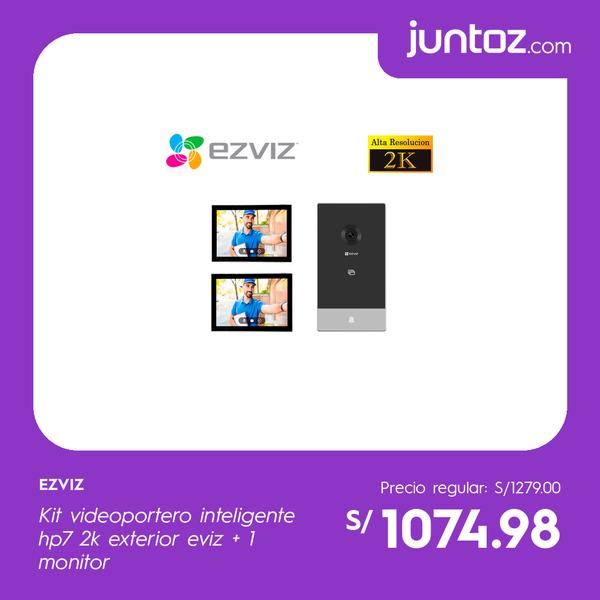 juntoz.com
ezviz
Alta Resolucion
2K
ezviz
EZVIZ
Kit videoportero inteligente
hp7 2k exterior eviz + 1
monitor
Precio regular: S/1279.00
S/ 1074.98